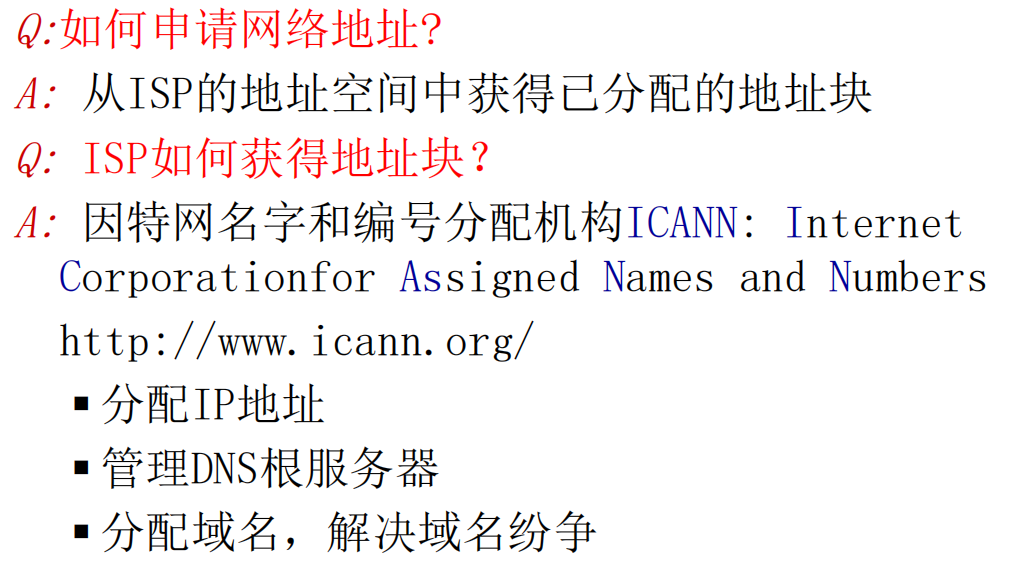 Q:如何申请网络地址?
A: 从ISP的地址空间中获得已分配的地址块
Q: ISP如何获得地址块？
A: 因特网名字和编号分配机构ICANN: Internet
Corporationfor Assigned Names and Numbers
http://www.icann.org/
▪ 分配IP地址
▪ 管理DNS根服务器
▪ 分配域名，解决域名纷争